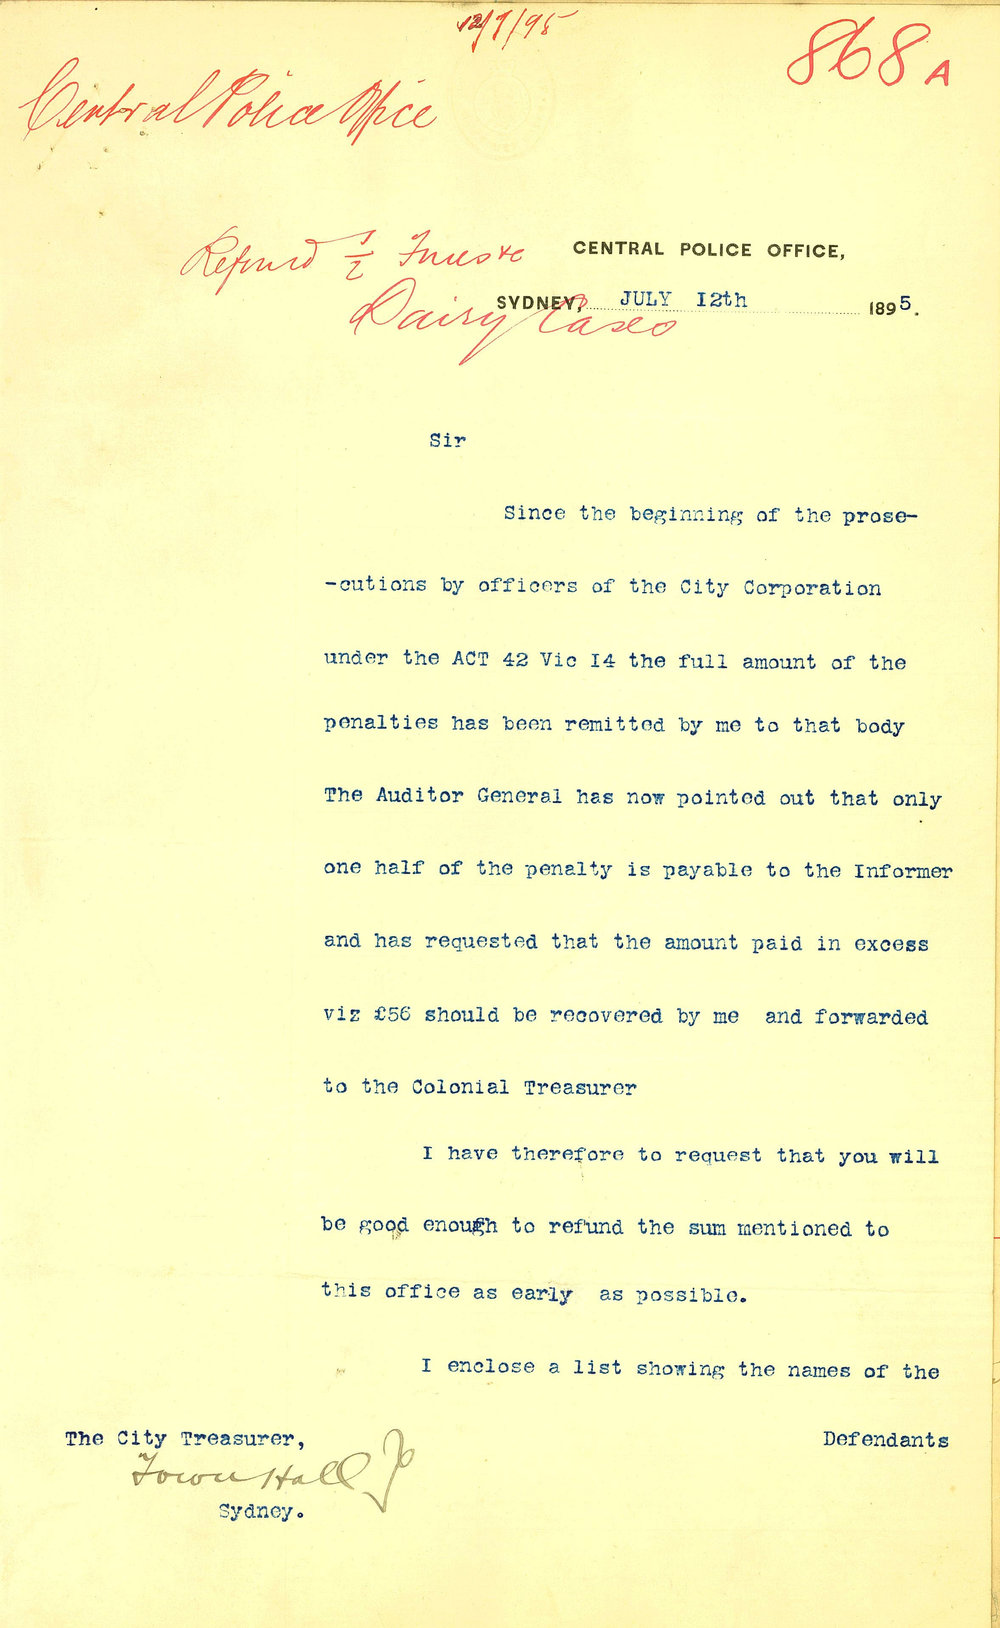 12/7/95
868A
Central Police Office
Refund 1/2 Fines &c
Dairy Cases
CENTRAL POLICE OFFICE,
SYDNEY, JULY I2th 1895.
Sir
Since the beginning of the prose-
-cutions by officers of the City Corporation
under the ACT 42 Vic I4 the full amount of the
penalties has been remitted by me to that body
The Auditor General has now pointed out that only
one half of the penalty is payable to the Informer
and has requested that the amount paid in excess
viz £56 should be recovered by me and forwarded
to the Colonial Treasurer
I have therefore to request that you will
be good enough to refund the sum mentioned to
this office as early as possible.
I enclose a list showing the names of the
Defendants
The City Treasurer,
Town Hall
Sydney.